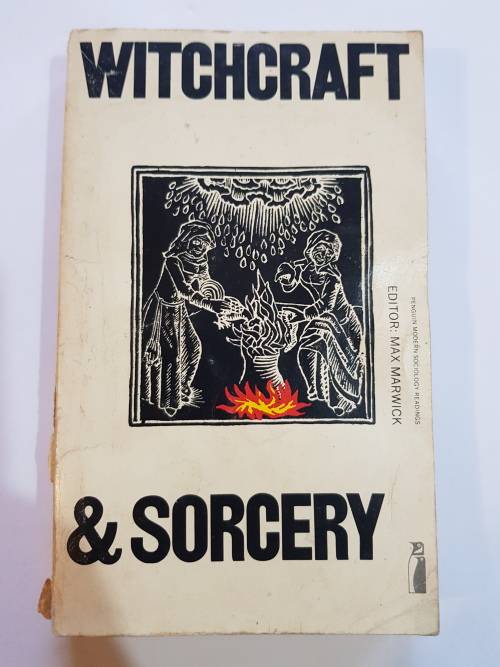 WITCHCRAFT
PENGUIN MODERN SOCIOLOGY READINGS
EDITOR: MAX MARWICK
& SORCERY